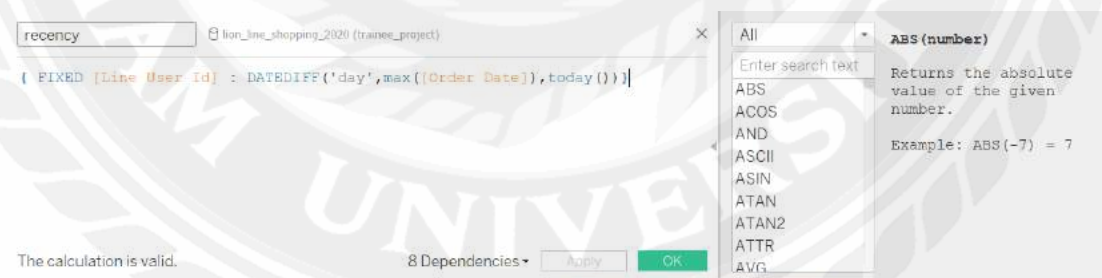 recency
lion_line_shopping_2020 (trainee_project)
{ FIXED [Line User Id] : DATEDIFF('day',max([Order Date]),today())}
The calculation is valid.
8 Dependencies
Apply
OK
All
Enter search text
ABS
ACOS
AND
ASCII
ASIN
ATAN
ATAN2
ATTR
AVG
ABS(number)
Returns the absolute
value of the given
number.
Example: ABS(-7) = 7
AM UNIVERS